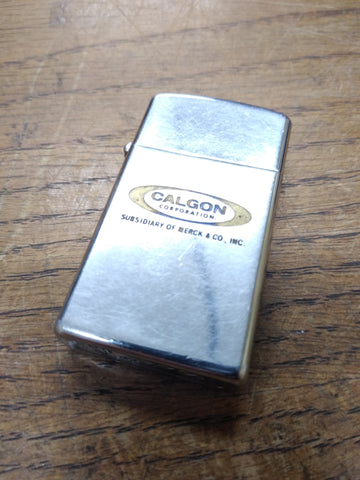 CALGON
CORPORATION
SUBSIDIARY OF MERCK & CO., INC.